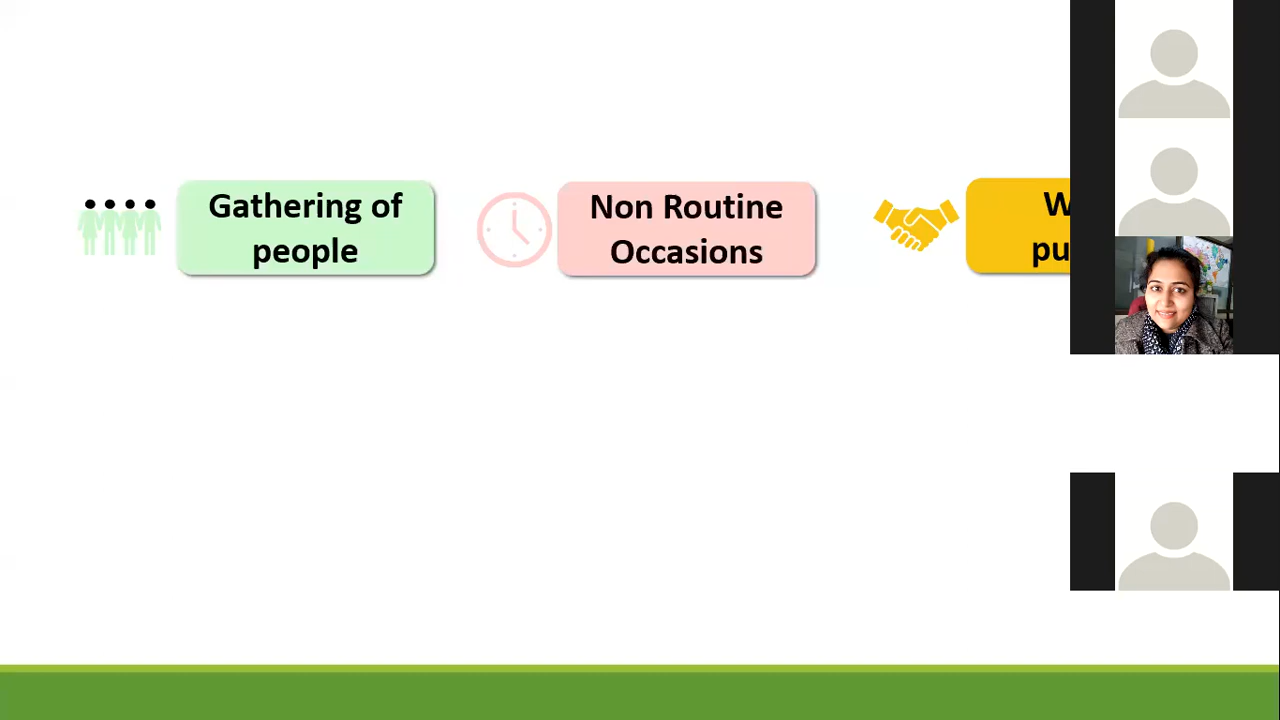 Gathering of
people
Non Routine
Occasions